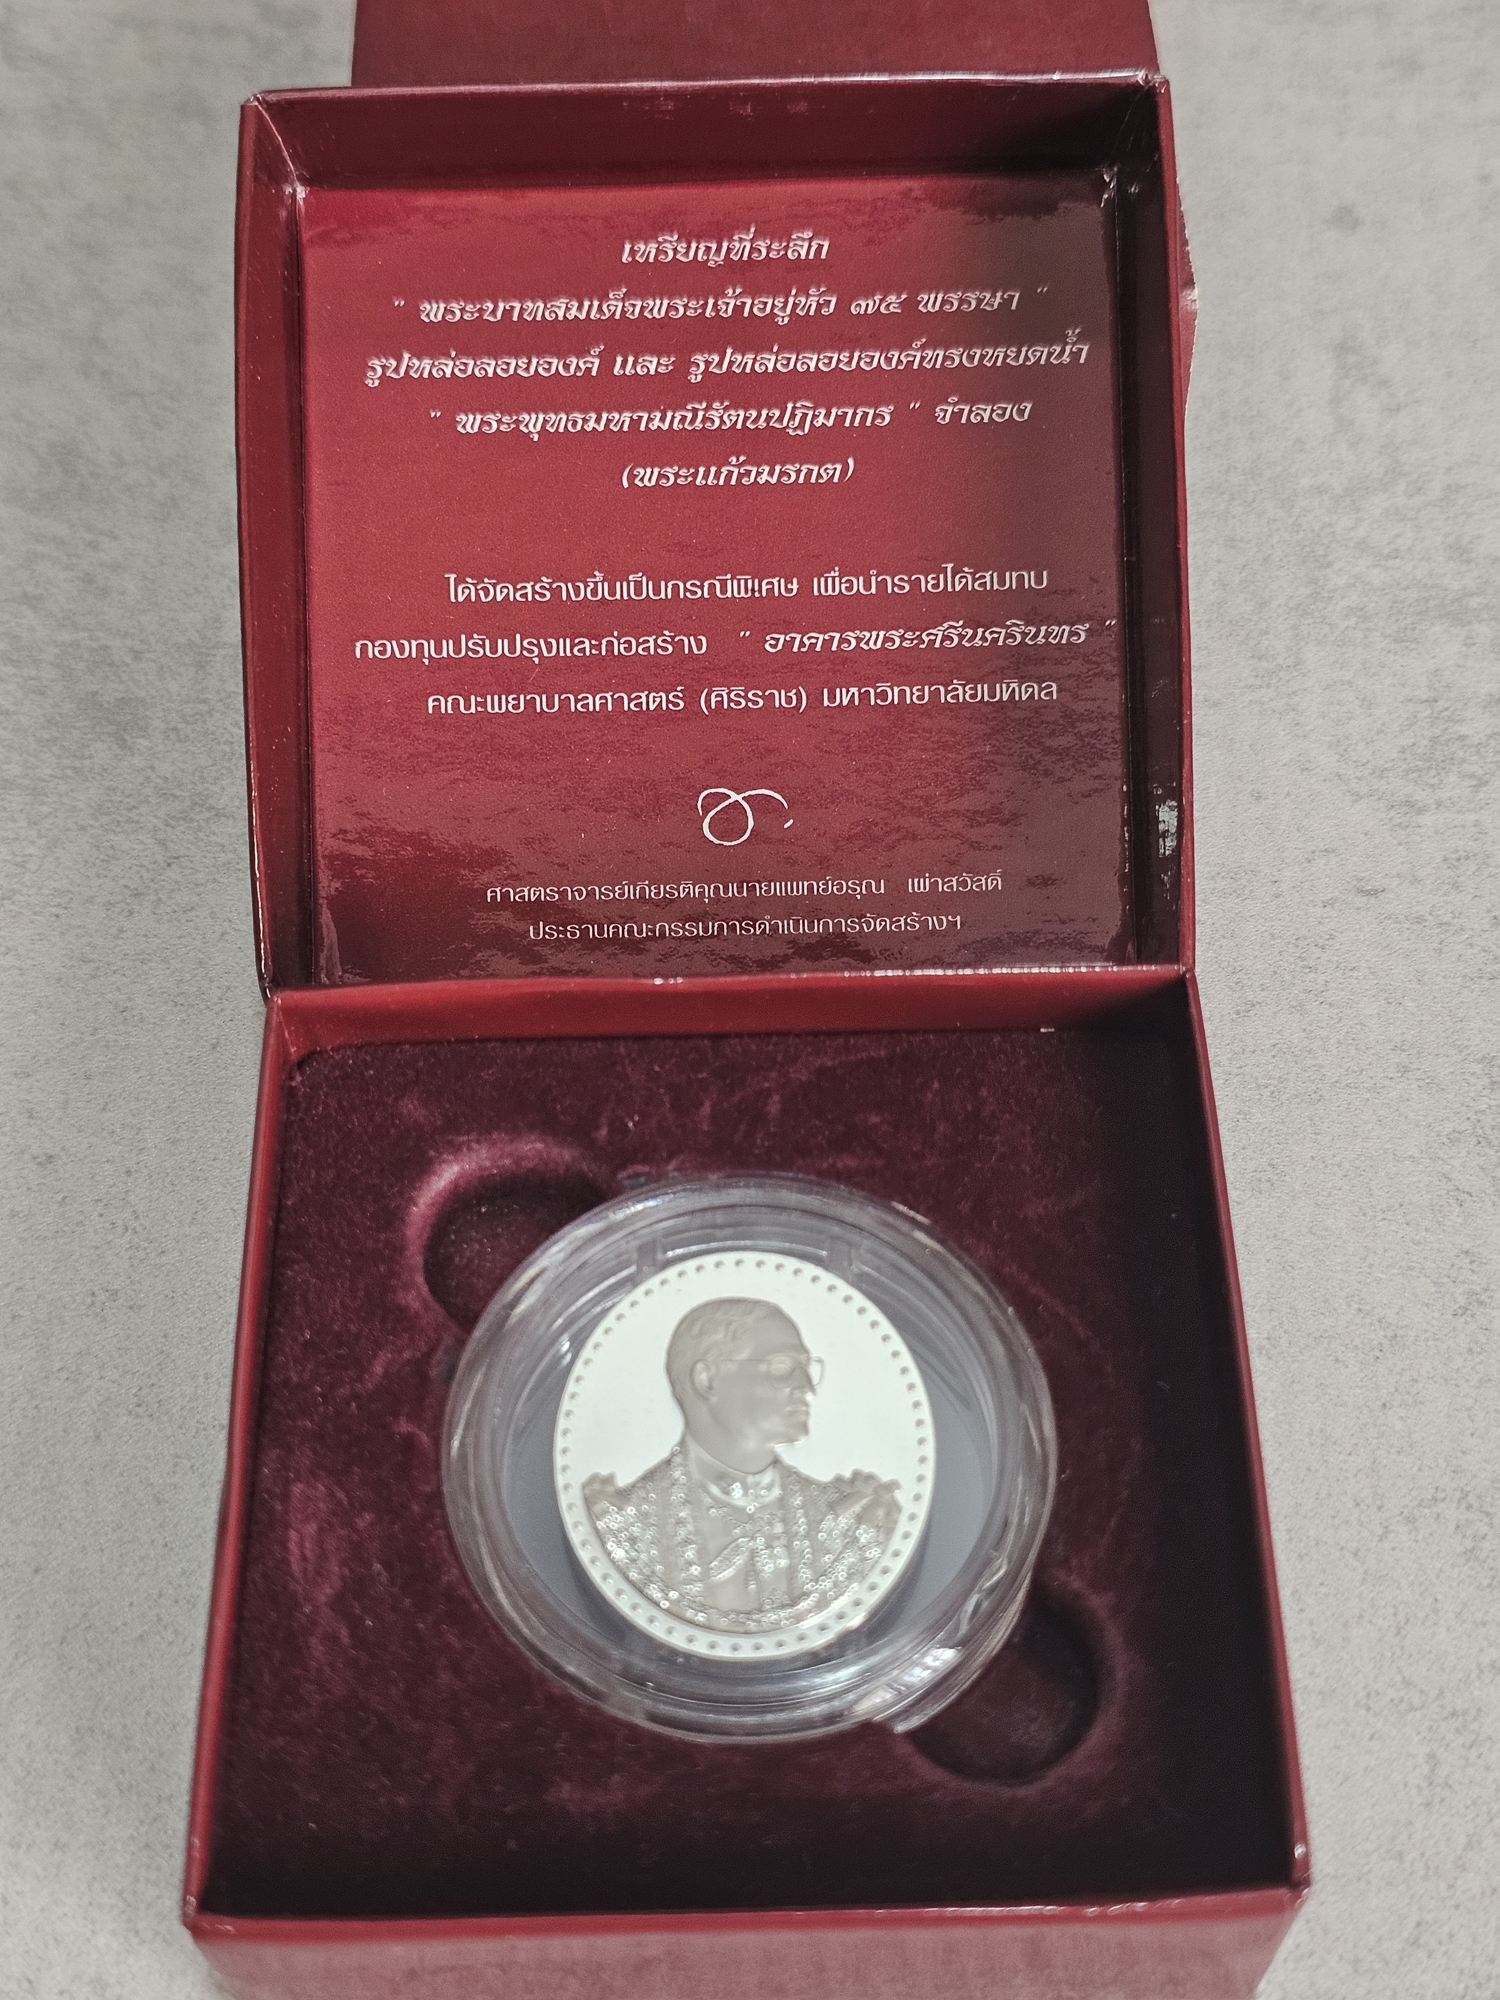 เหรียญที่ระลึก
" พระบาทสมเด็จพระเจ้าอยู่หัว ๗๕ พรรษา "
รูปหล่อลอยองค์ และ รูปหล่อลอยองค์ทรงหยดน้ำ
" พระพุทธมหามณีรัตนปฏิมากร " จำลอง
(พระแก้วมรกต)
ได้จัดสร้างขึ้นเป็นกรณีพิเศษ เพื่อนำรายได้สมทบ
กองทุนปรับปรุงและก่อสร้าง " อาคารพระศรีนครินทร "
คณะพยาบาลศาสตร์ (ศิริราช) มหาวิทยาลัยมหิดล
ศาสตราจารย์เกียรติคุณนายแพทย์อรุณ เผ่าสวัสดิ์
ประธานคณะกรรมการดำเนินการจัดสร้างฯ